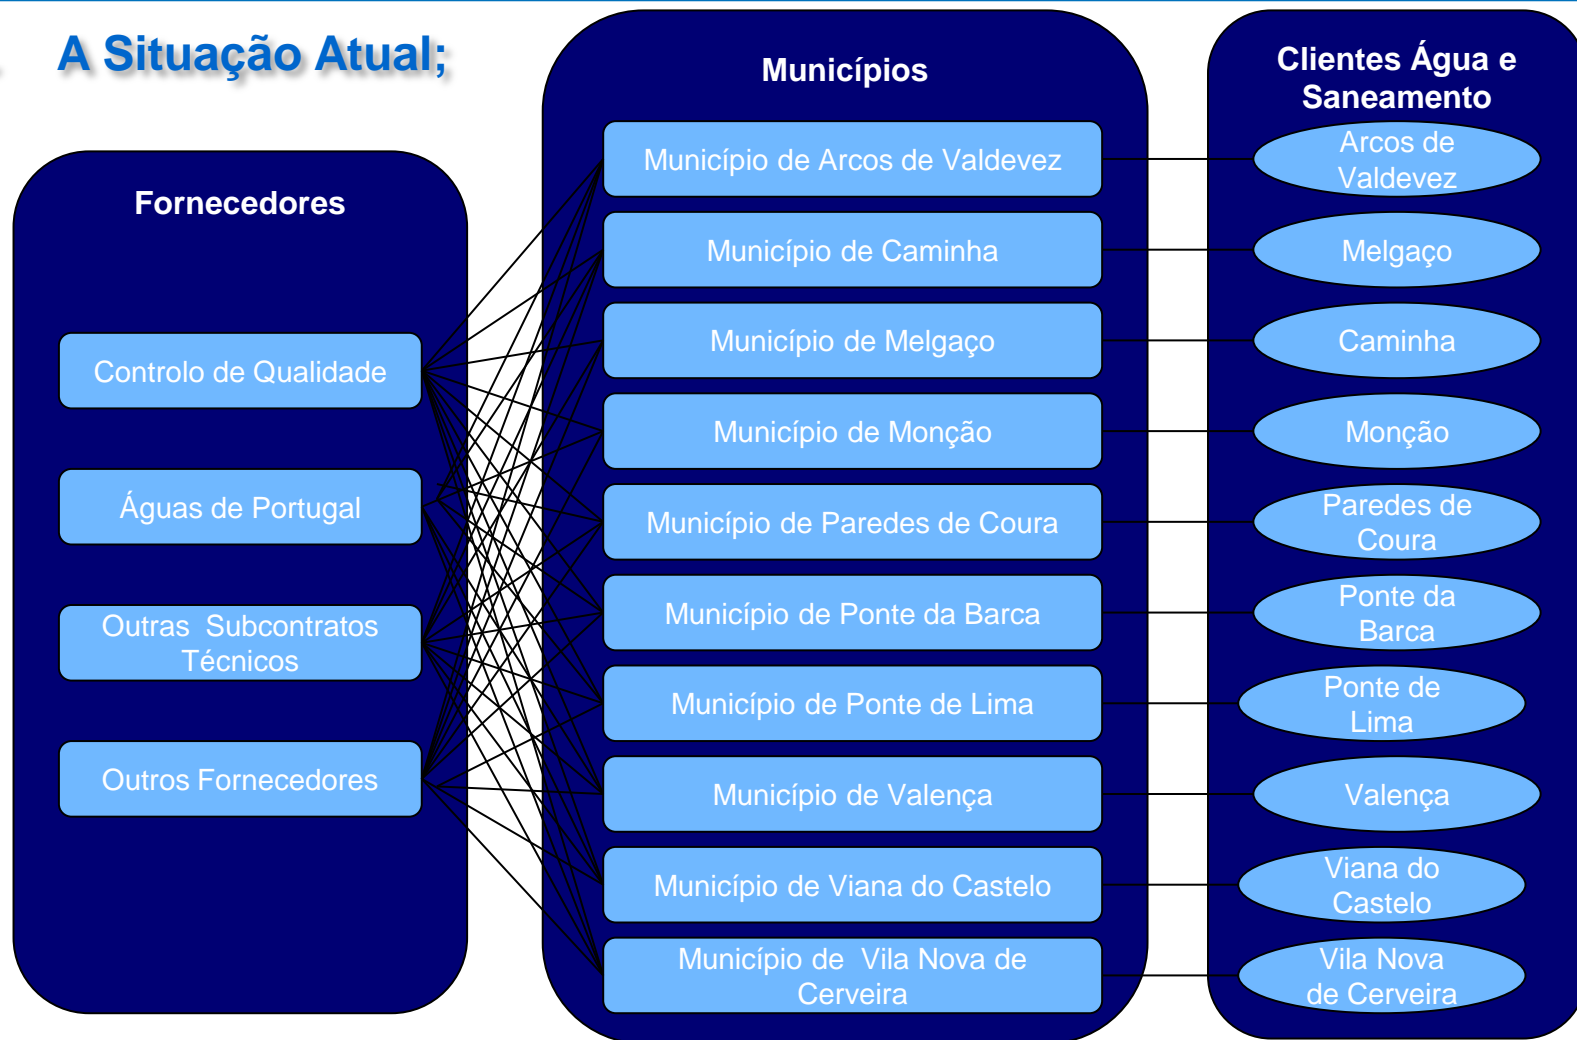 A Situação Atual;
Fornecedores
Controlo de Qualidade
Águas de Portugal
Outras  Subcontratos
Técnicos
Outros Fornecedores
Municípios
Município de Arcos de Valdevez
Município de Caminha
Município de Melgaço
Município de Monção
Município de Paredes de Coura
Município de Ponte da Barca
Município de Ponte de Lima
Município de Valença
Município de Viana do Castelo
Município de  Vila Nova de
Cerveira
Clientes Água e
Saneamento
Arcos de
Valdevez
Melgaço
Caminha
Monção
Paredes de
Coura
Ponte da
Barca
Ponte de
Lima
Valença
Viana do
Castelo
Vila Nova
de Cerveira